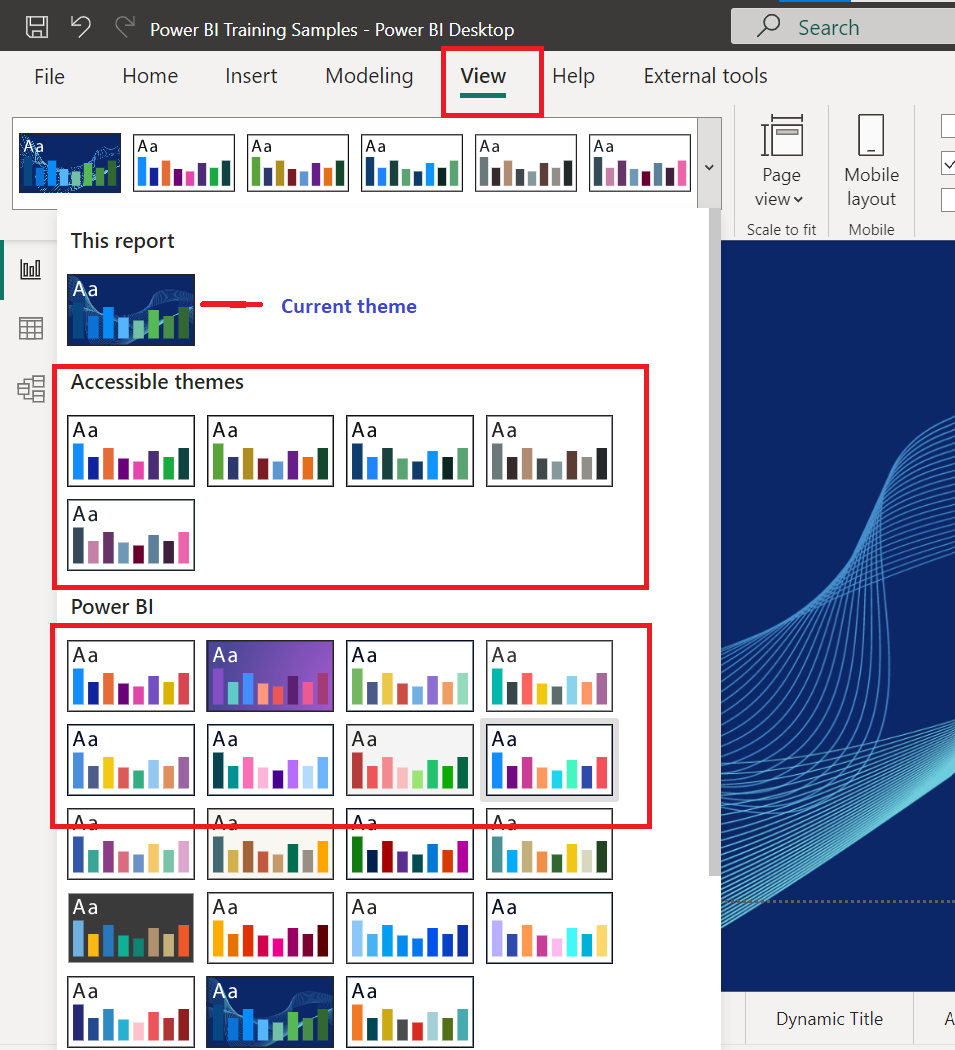 Power BI Training Samples - Power BI Desktop
Search
File Home Insert Modeling View Help External tools
Aa Aa Aa Aa Aa Aa
Page view
Mobile layout
Scale to fit
Mobile
This report
Aa
Current theme
Accessible themes
Aa Aa Aa Aa
Aa
Power BI
Aa Aa Aa Aa
Aa Aa Aa Aa
Aa Aa Aa Aa
Aa Aa Aa Aa
Aa Aa Aa
Dynamic Title
A